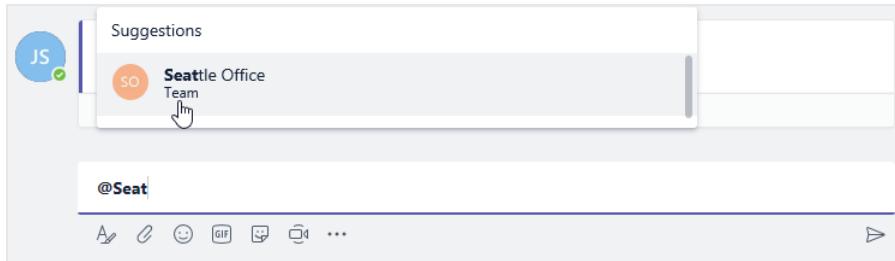 Suggestions
JS
SO
Seattle Office
Team
@Seat
GIF